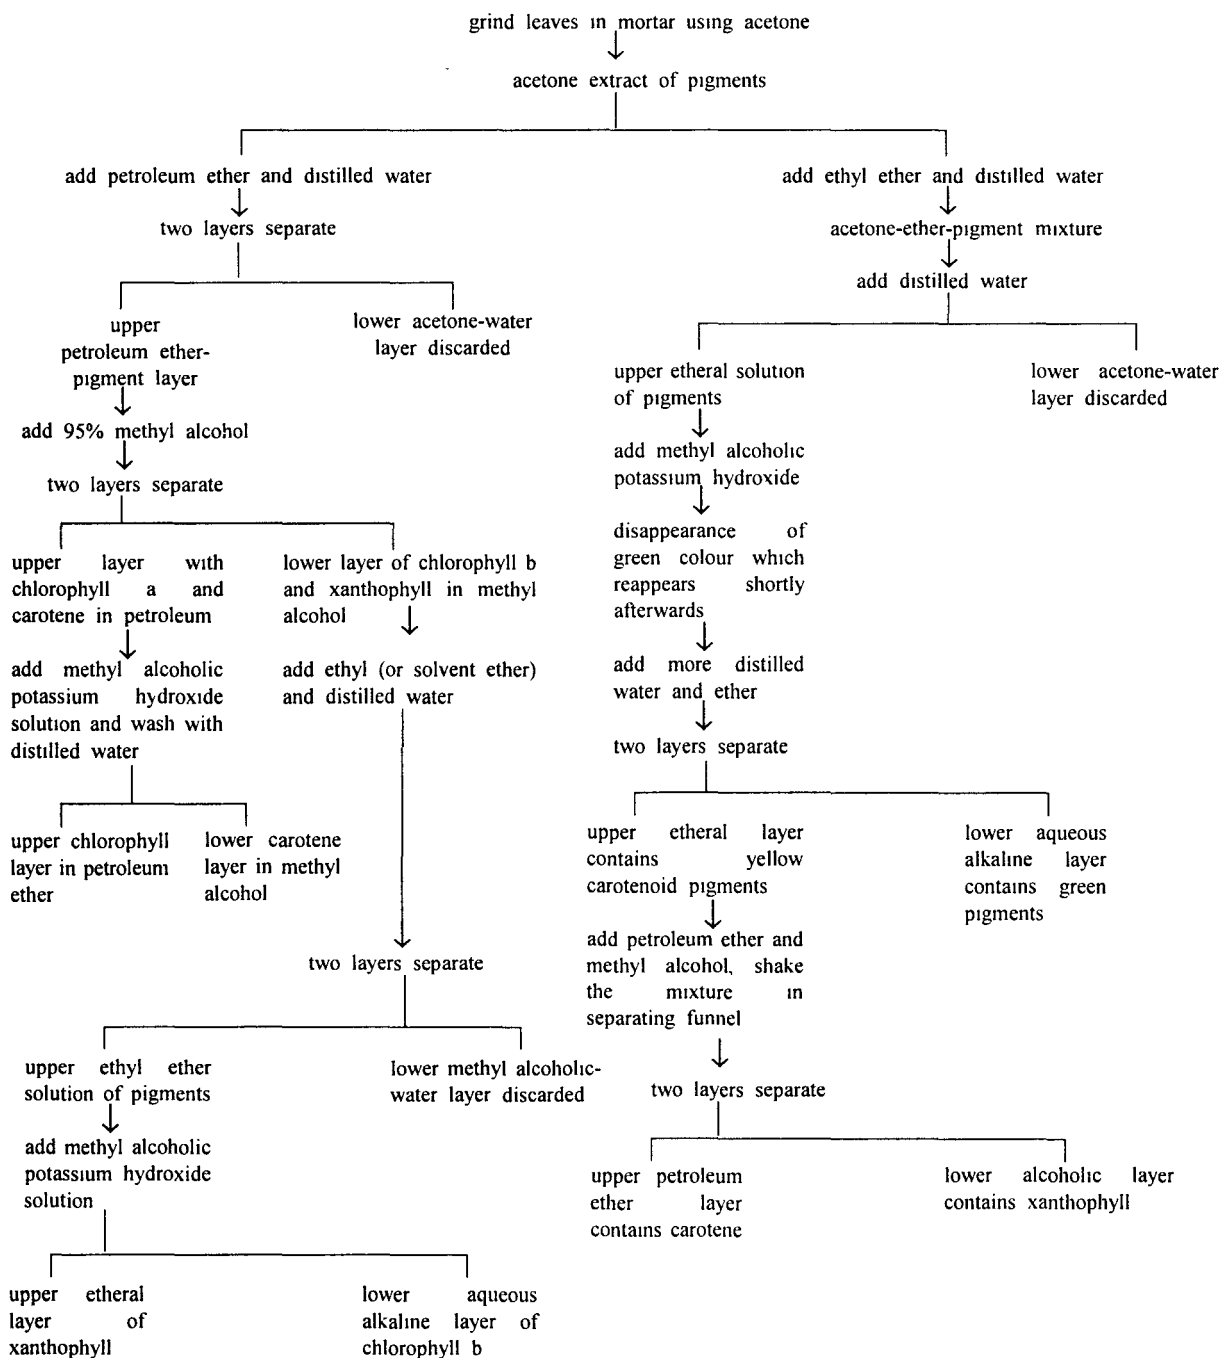 grind leaves in mortar using acetone
acetone extract of pigments
add petroleum ether and distilled water
two layers separate
upper
petroleum ether-
pigment layer
lower acetone-water
layer discarded
add 95% methyl alcohol
two layers separate
upper layer with
chlorophyll a and
carotene in petroleum
lower layer of chlorophyll b
and xanthophyll in methyl
alcohol
add methyl alcoholic
potassium hydroxide
solution and wash with
distilled water
add ethyl (or solvent ether)
and distilled water
upper chlorophyll
layer in petroleum
ether
lower carotene
layer in methyl
alcohol
two layers separate
upper ethyl ether
solution of pigments
lower methyl alcoholic-
water layer discarded
add methyl alcoholic
potassium hydroxide
solution
upper etheral
layer of
xanthophyll
lower aqueous
alkaline layer of
chlorophyll b
add ethyl ether and distilled water
acetone-ether-pigment mixture
add distilled water
upper etheral solution
of pigments
lower acetone-water
layer discarded
add methyl alcoholic
potassium hydroxide
disappearance of
green colour which
reappears shortly
afterwards
add more distilled
water and ether
two layers separate
upper etheral layer
contains yellow
carotenoid pigments
lower aqueous
alkaline layer
contains green
pigments
add petroleum ether and
methyl alcohol, shake
the mixture in
separating funnel
two layers separate
upper petroleum
ether layer
contains carotene
lower alcoholic layer
contains xanthophyll